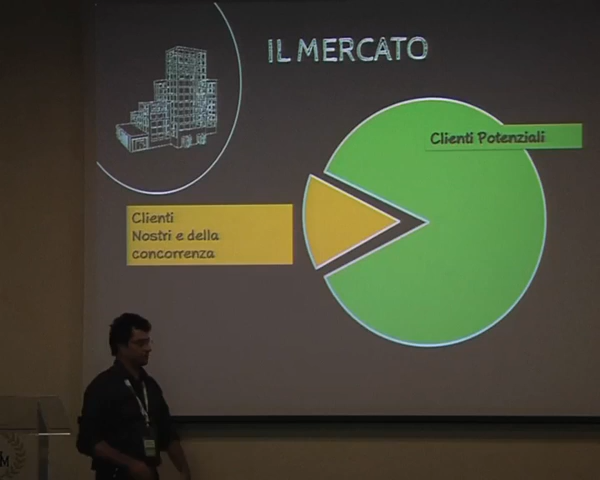 IL MERCATO
Clienti Potenziali
Clienti
Nostri e della
concorrenza
M